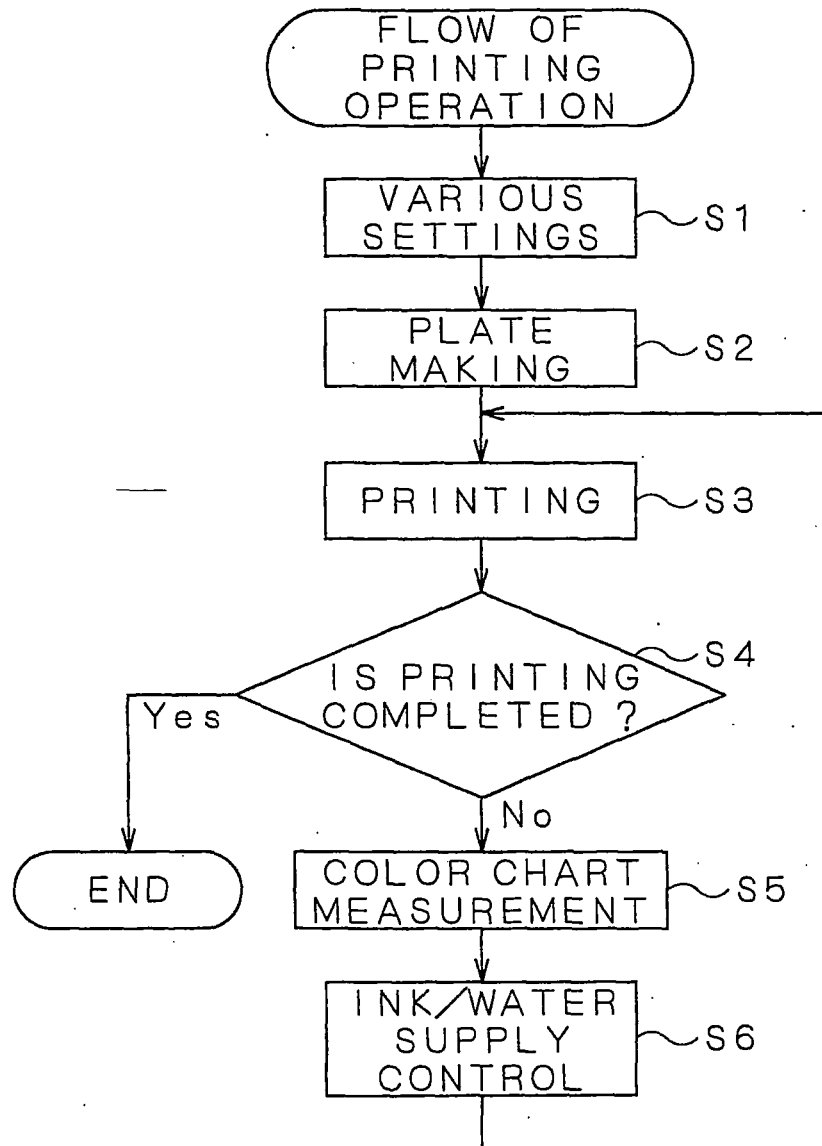 FLOW OF
PRINTING
OPERATION
VARIOUS
SETTINGS
S1
PLATE
MAKING
S2
PRINTING
S3
IS PRINTING
COMPLETED ?
S4
Yes
No
END
COLOR CHART
MEASUREMENT
S5
INK/WATER
SUPPLY
CONTROL
S6